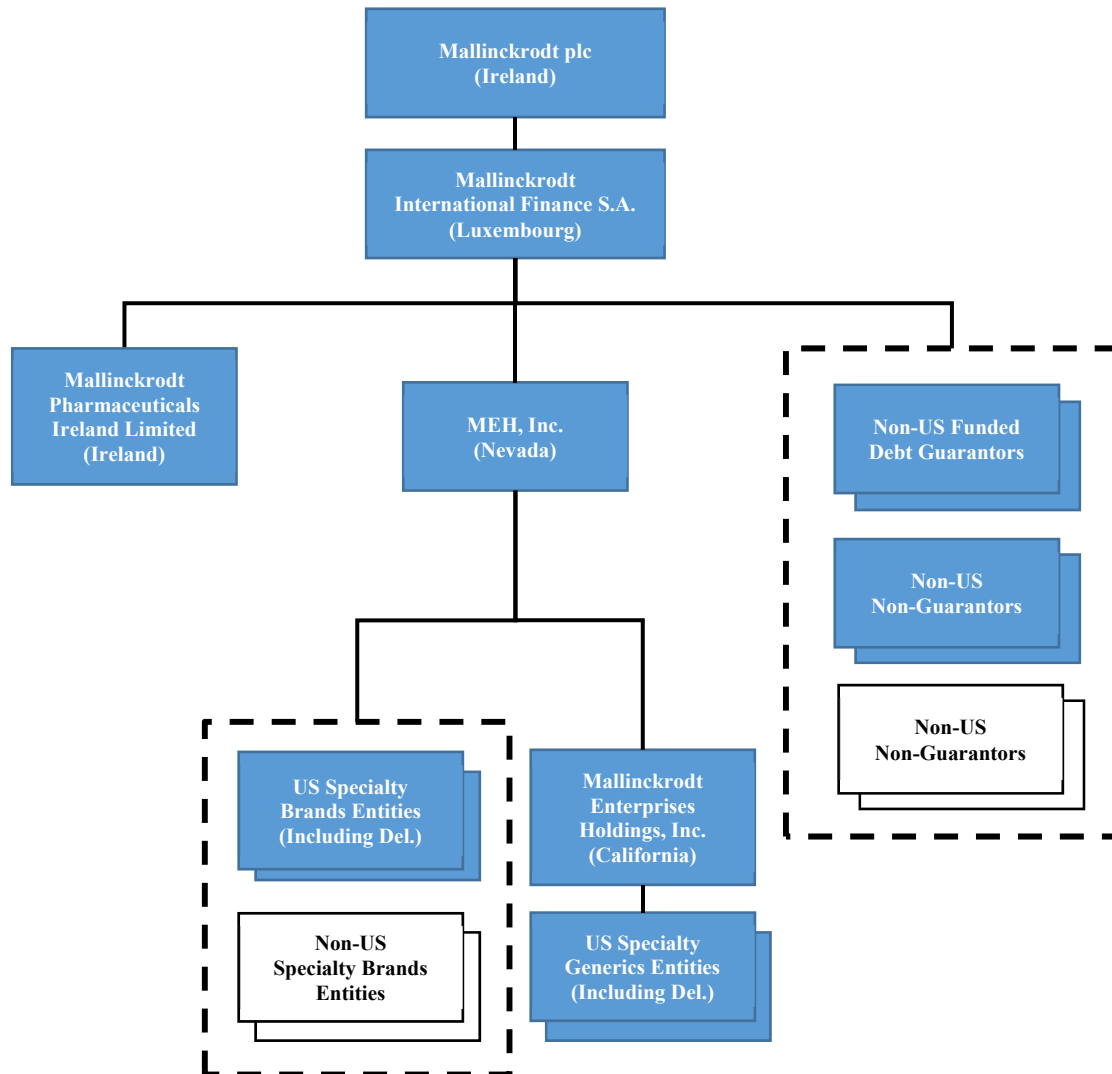 Mallinckrodt plc
(Ireland)
Mallinckrodt
International Finance S.A.
(Luxembourg)
Mallinckrodt
Pharmaceuticals
Ireland Limited
(Ireland)
MEH, Inc.
(Nevada)
Non-US Funded
Debt Guarantors
Non-US
Non-Guarantors
Non-US
Non-Guarantors
US Specialty
Brands Entities
(Including Del.)
Non-US
Specialty Brands
Entities
Mallinckrodt
Enterprises
Holdings, Inc.
(California)
US Specialty
Generics Entities
(Including Del.)